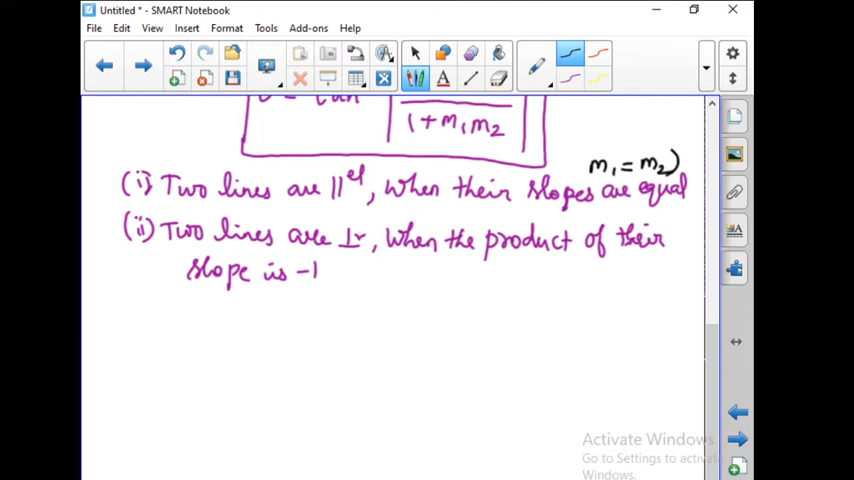 Untitled * - SMART Notebook
File Edit View Insert Format Tools Add-ons Help
1 + m₁m₂
m₁ = m₂)
(i) Two lines are ||el, when their slopes are equal
(ii) Two lines are ⊥r, when the product of their
slope is -1
Activate Windows
Go to Settings to activate
Windows.